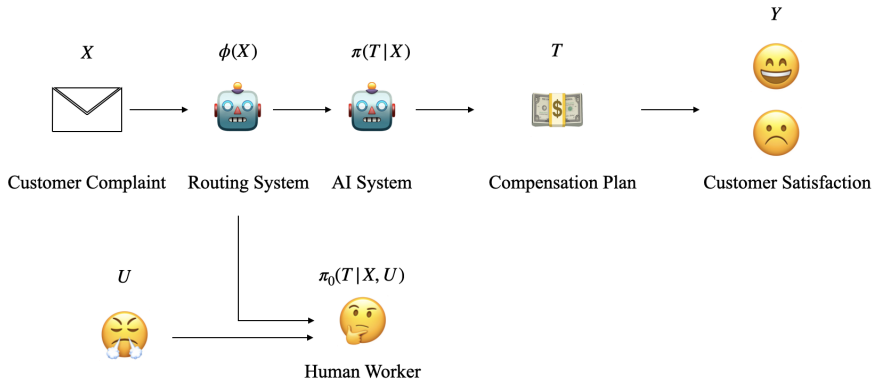 X
ϕ(X)
π(T|X)
T
Y
$
Customer Complaint
Routing System
AI System
Compensation Plan
Customer Satisfaction
U
π₀(T|X, U)
Human Worker